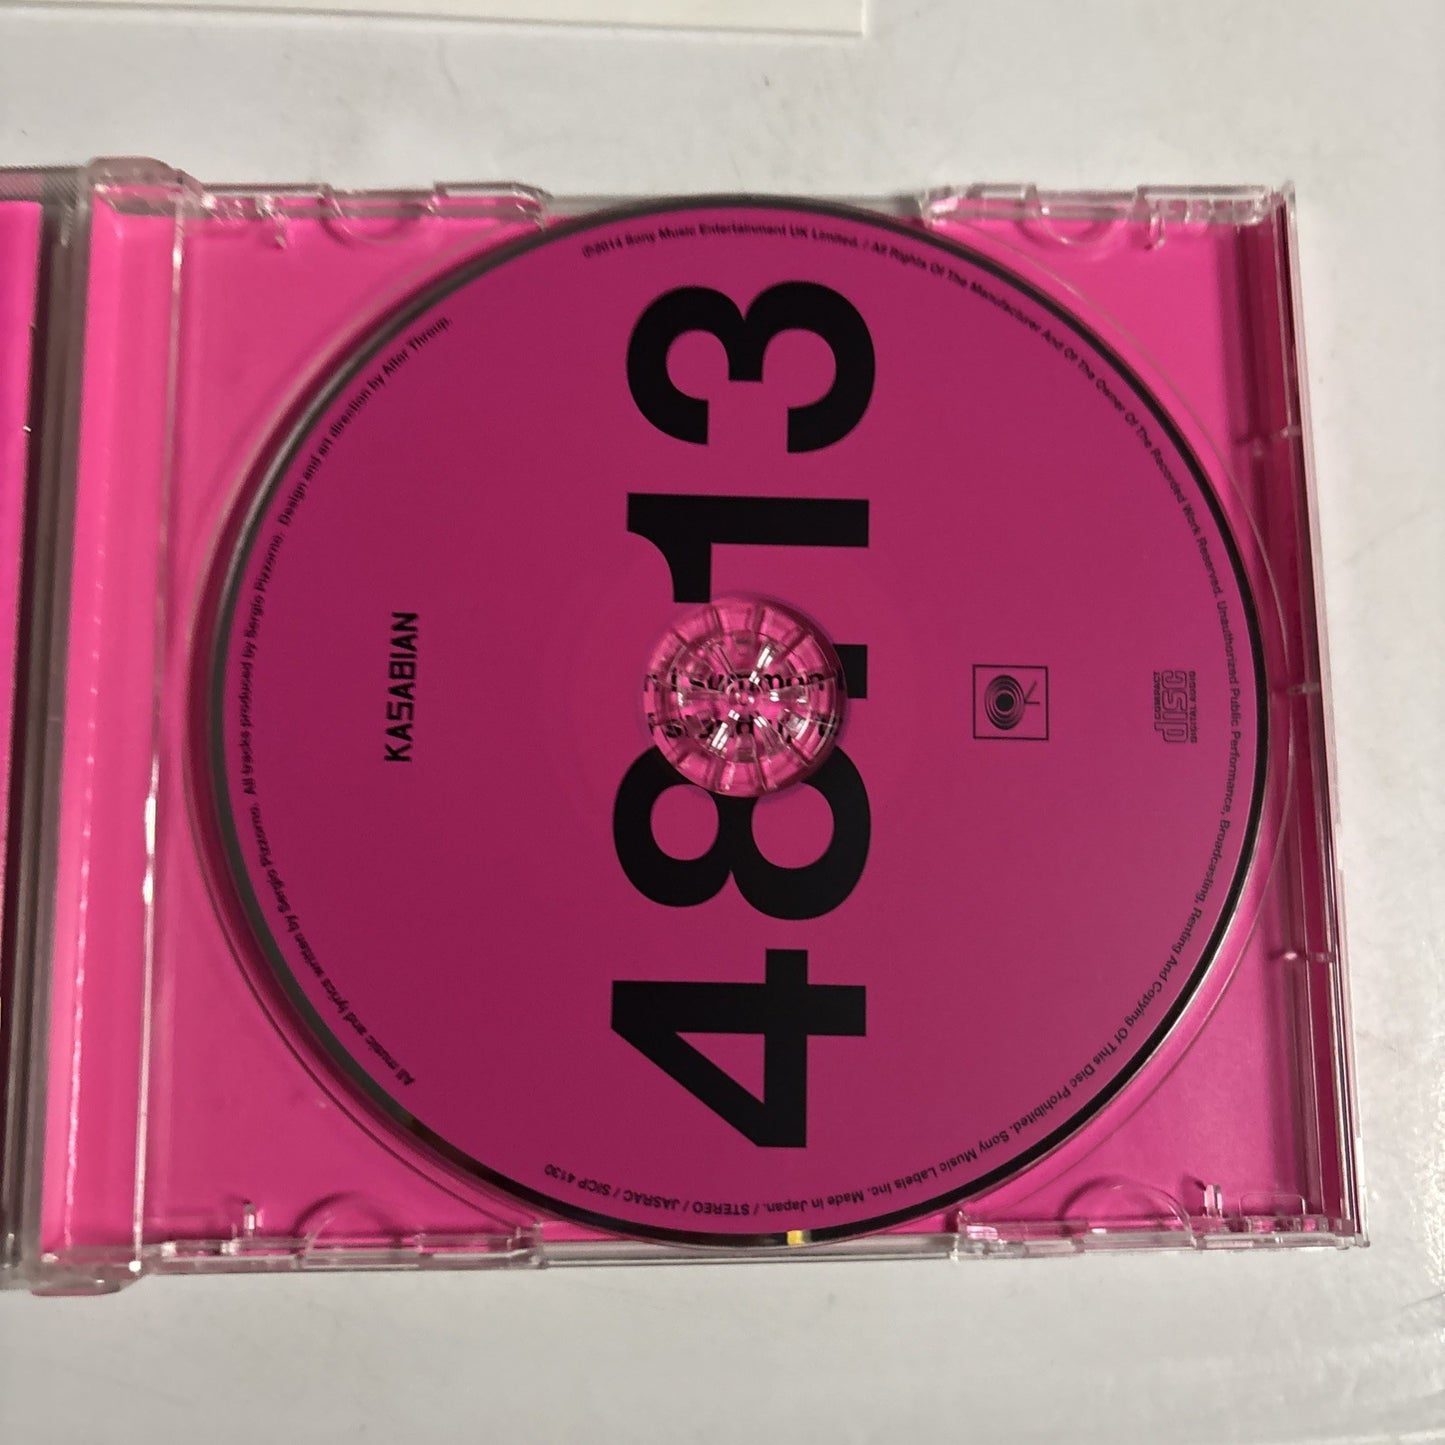 KASABIAN
4813
All music and lyrics written by Sergio Pizzorno. All tracks produced by Sergio Pizzorno. Design and art direction by Aitor Throup.
℗©2014 Sony Music Entertainment UK Limited. / All Rights Of The Manufacturer And Of The Owner Of The Recorded Work Reserved. Unauthorized Public Performance, Broadcasting, Renting And Copying Of This Disc Prohibited. Sony Music Labels Inc. Made in Japan. / STEREO / JASRAC / SICP 4130
summon
COMPACT
disc
DIGITAL AUDIO